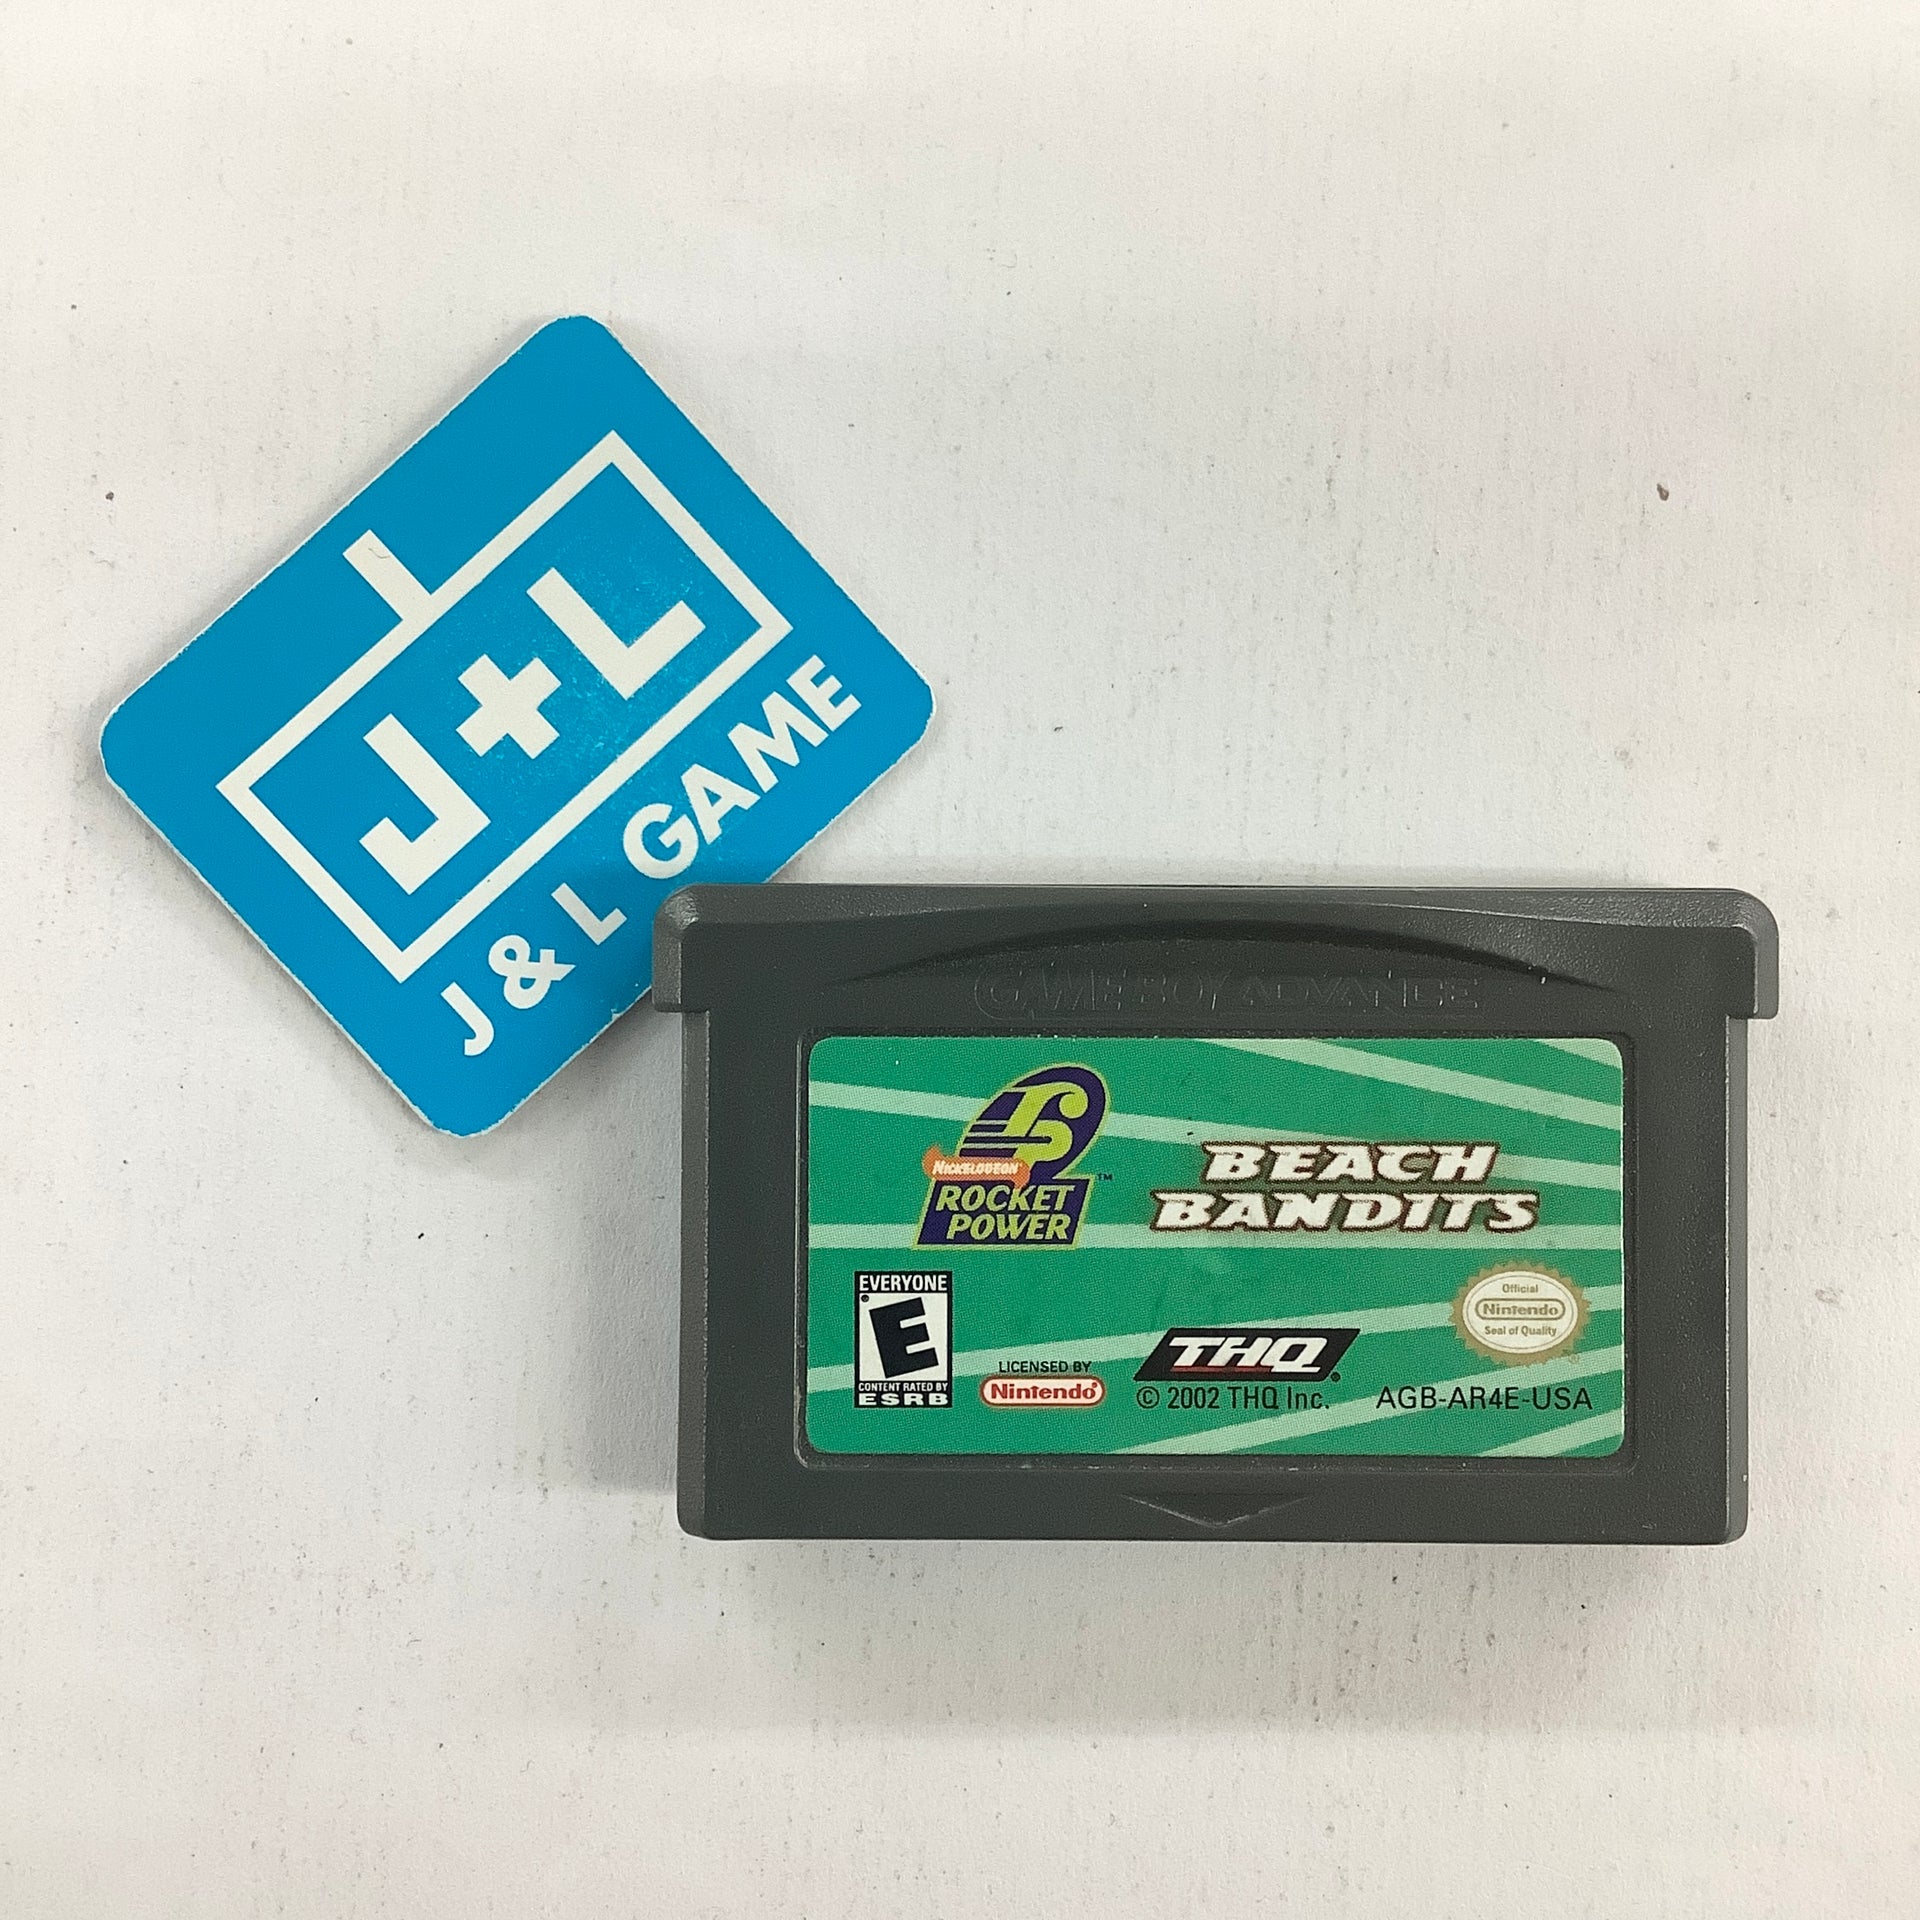 J+L
J & L GAME
GAME BOY ADVANCE
NICKELODEON
ROCKET
POWER
™
BEACH
BANDITS
EVERYONE
E
CONTENT RATED BY
ESRB
LICENSED BY
Nintendo®
THQ®
© 2002 THQ Inc.
AGB-AR4E-USA
Official
Nintendo
Seal of Quality